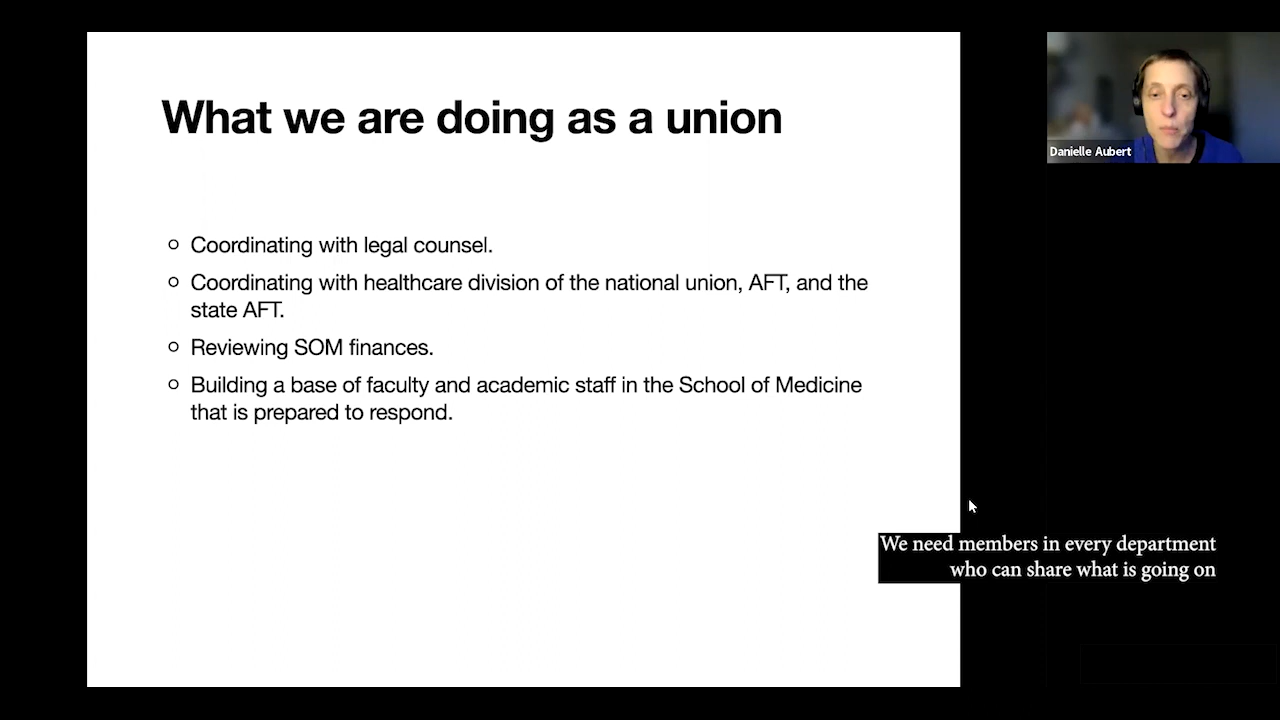 What we are doing as a union
Coordinating with legal counsel.
Coordinating with healthcare division of the national union, AFT, and the
state AFT.
Reviewing SOM finances.
Building a base of faculty and academic staff in the School of Medicine
that is prepared to respond.
Danielle Aubert
We need members in every department
who can share what is going on